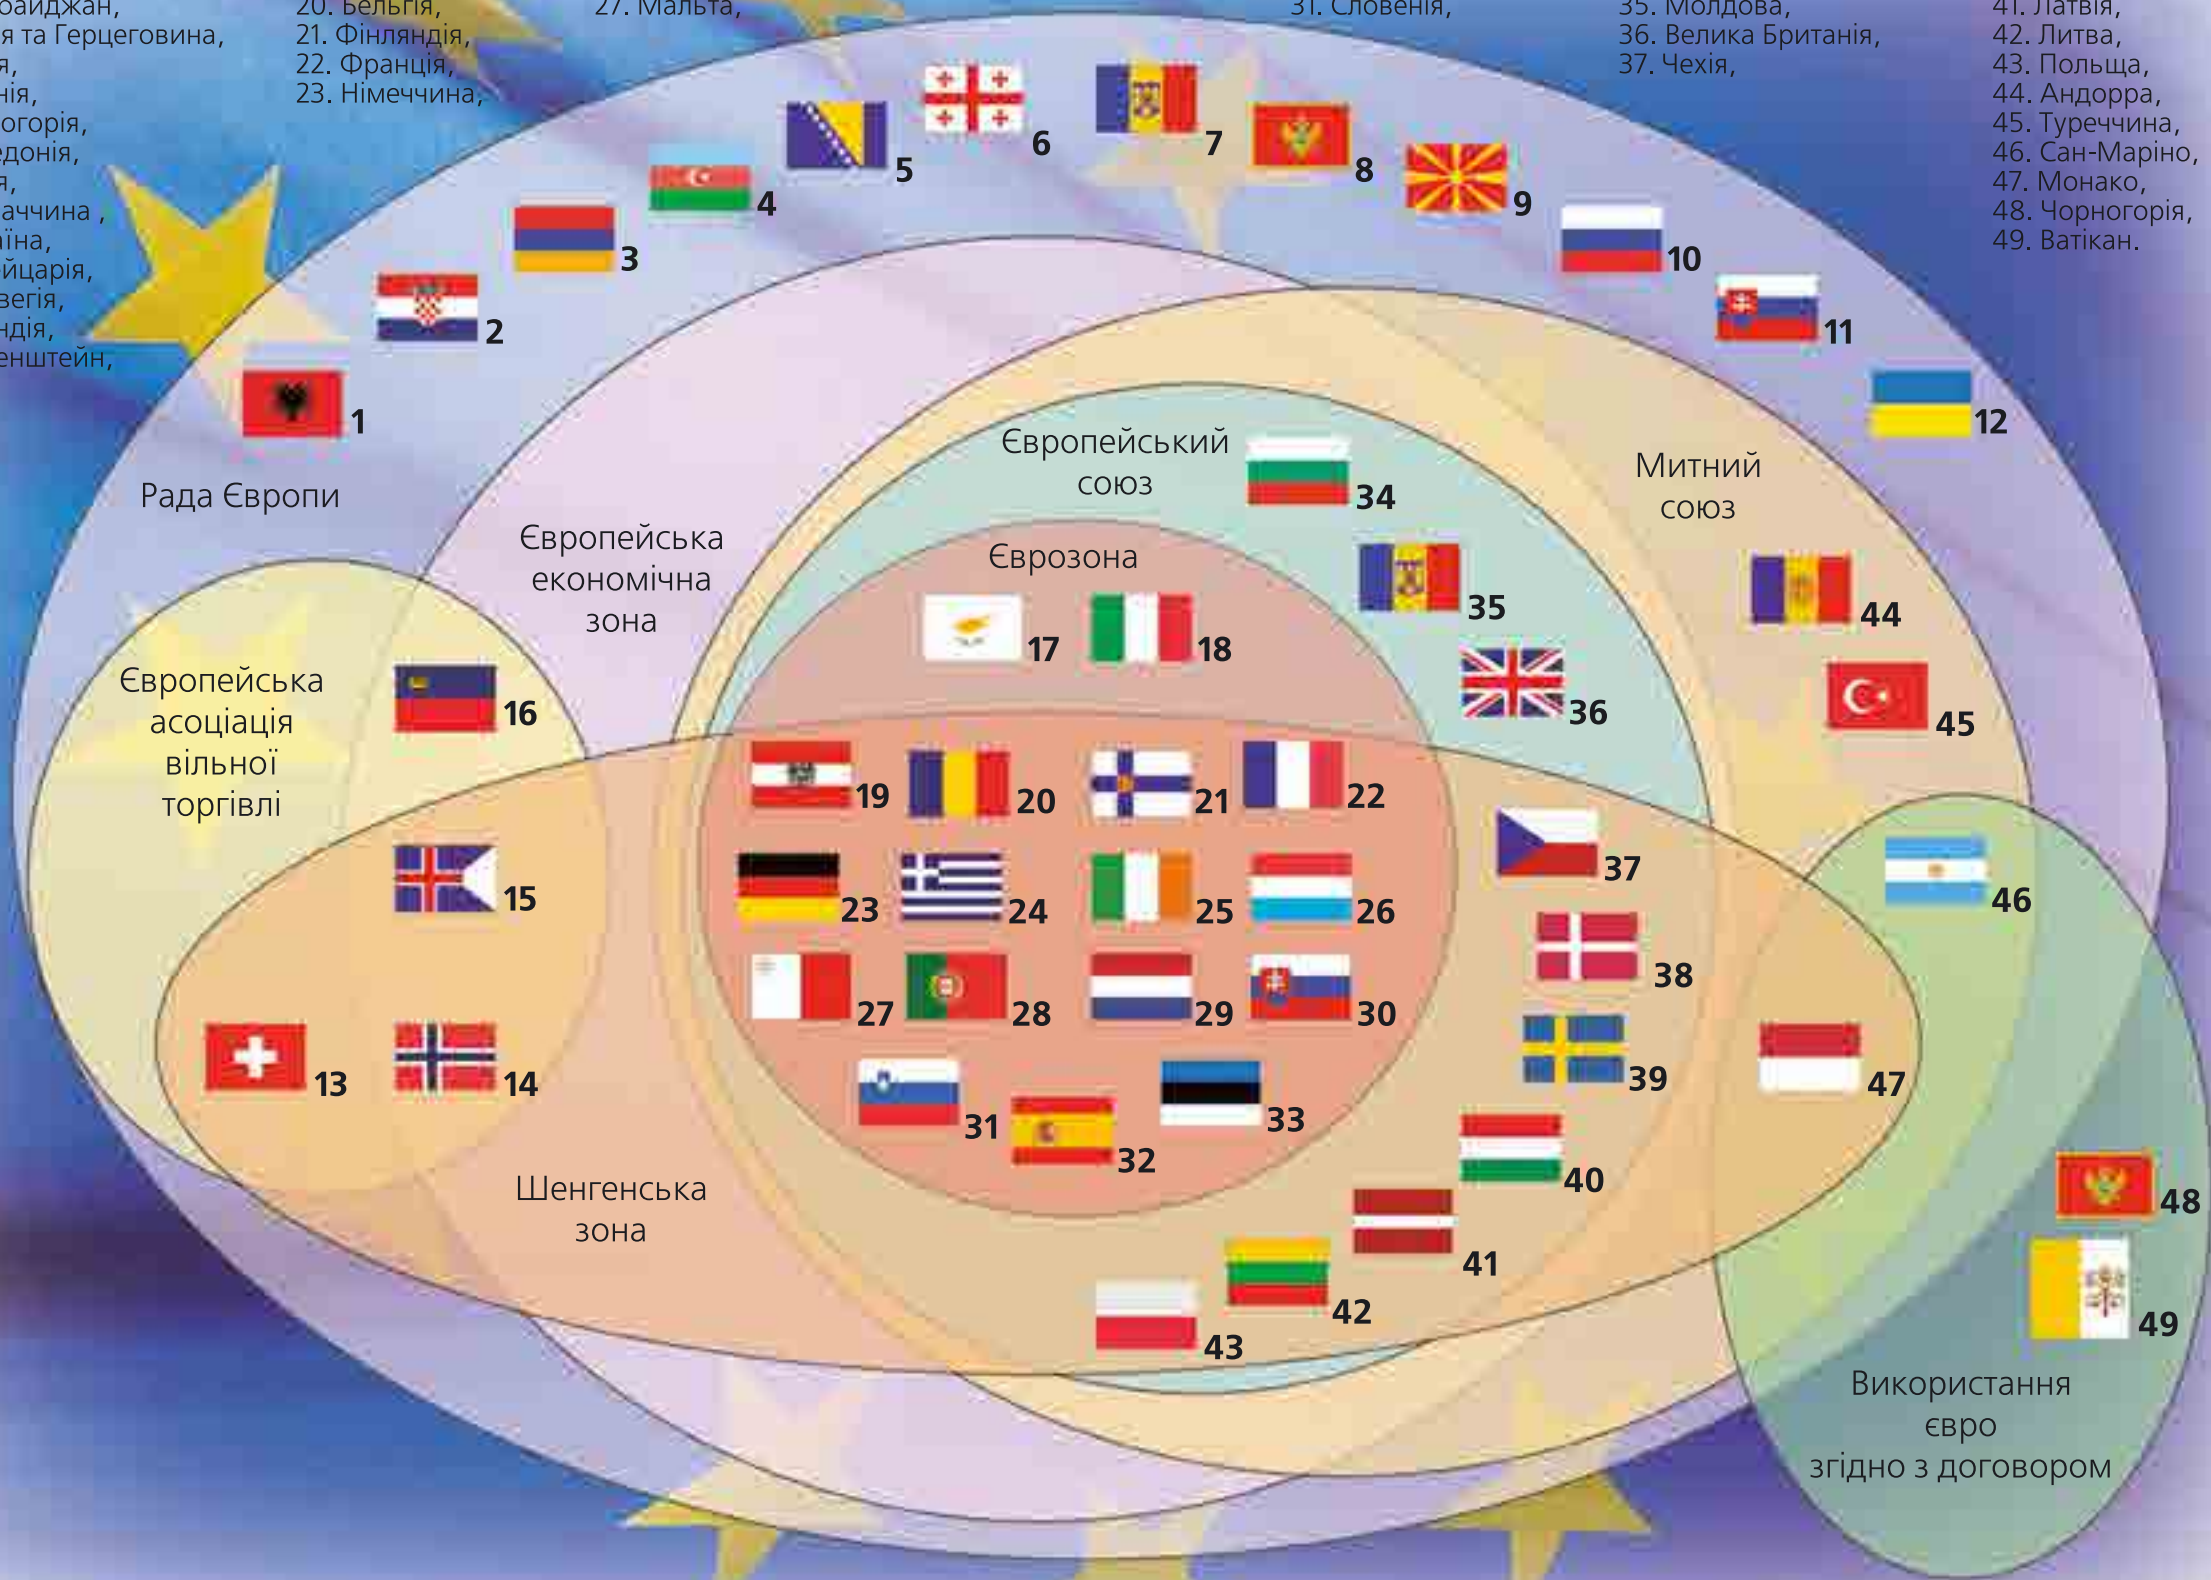 20. Бельгія,
21. Фінляндія,
22. Франція,
23. Німеччина,
27. Мальта,
31. Словенія,
35. Молдова,
36. Велика Британія,
37. Чехія,
41. Латвія,
42. Литва,
43. Польща,
44. Андорра,
45. Туреччина,
46. Сан-Маріно,
47. Монако,
48. Чорногорія,
49. Ватікан.
та Герцеговина,
6
7
5
8
4
9
3
10
2
11
1
12
Рада Європи
Європейський
союз
34
Митний
союз
Європейська
економічна
зона
Єврозона
35
44
17
18
36
45
Європейська
асоціація
вільної
торгівлі
16
19
20
21
22
37
15
23
24
25
26
46
38
27
28
29
30
13
14
39
47
31
33
32
40
Шенгенська
зона
41
42
43
48
49
Використання
євро
згідно з договором